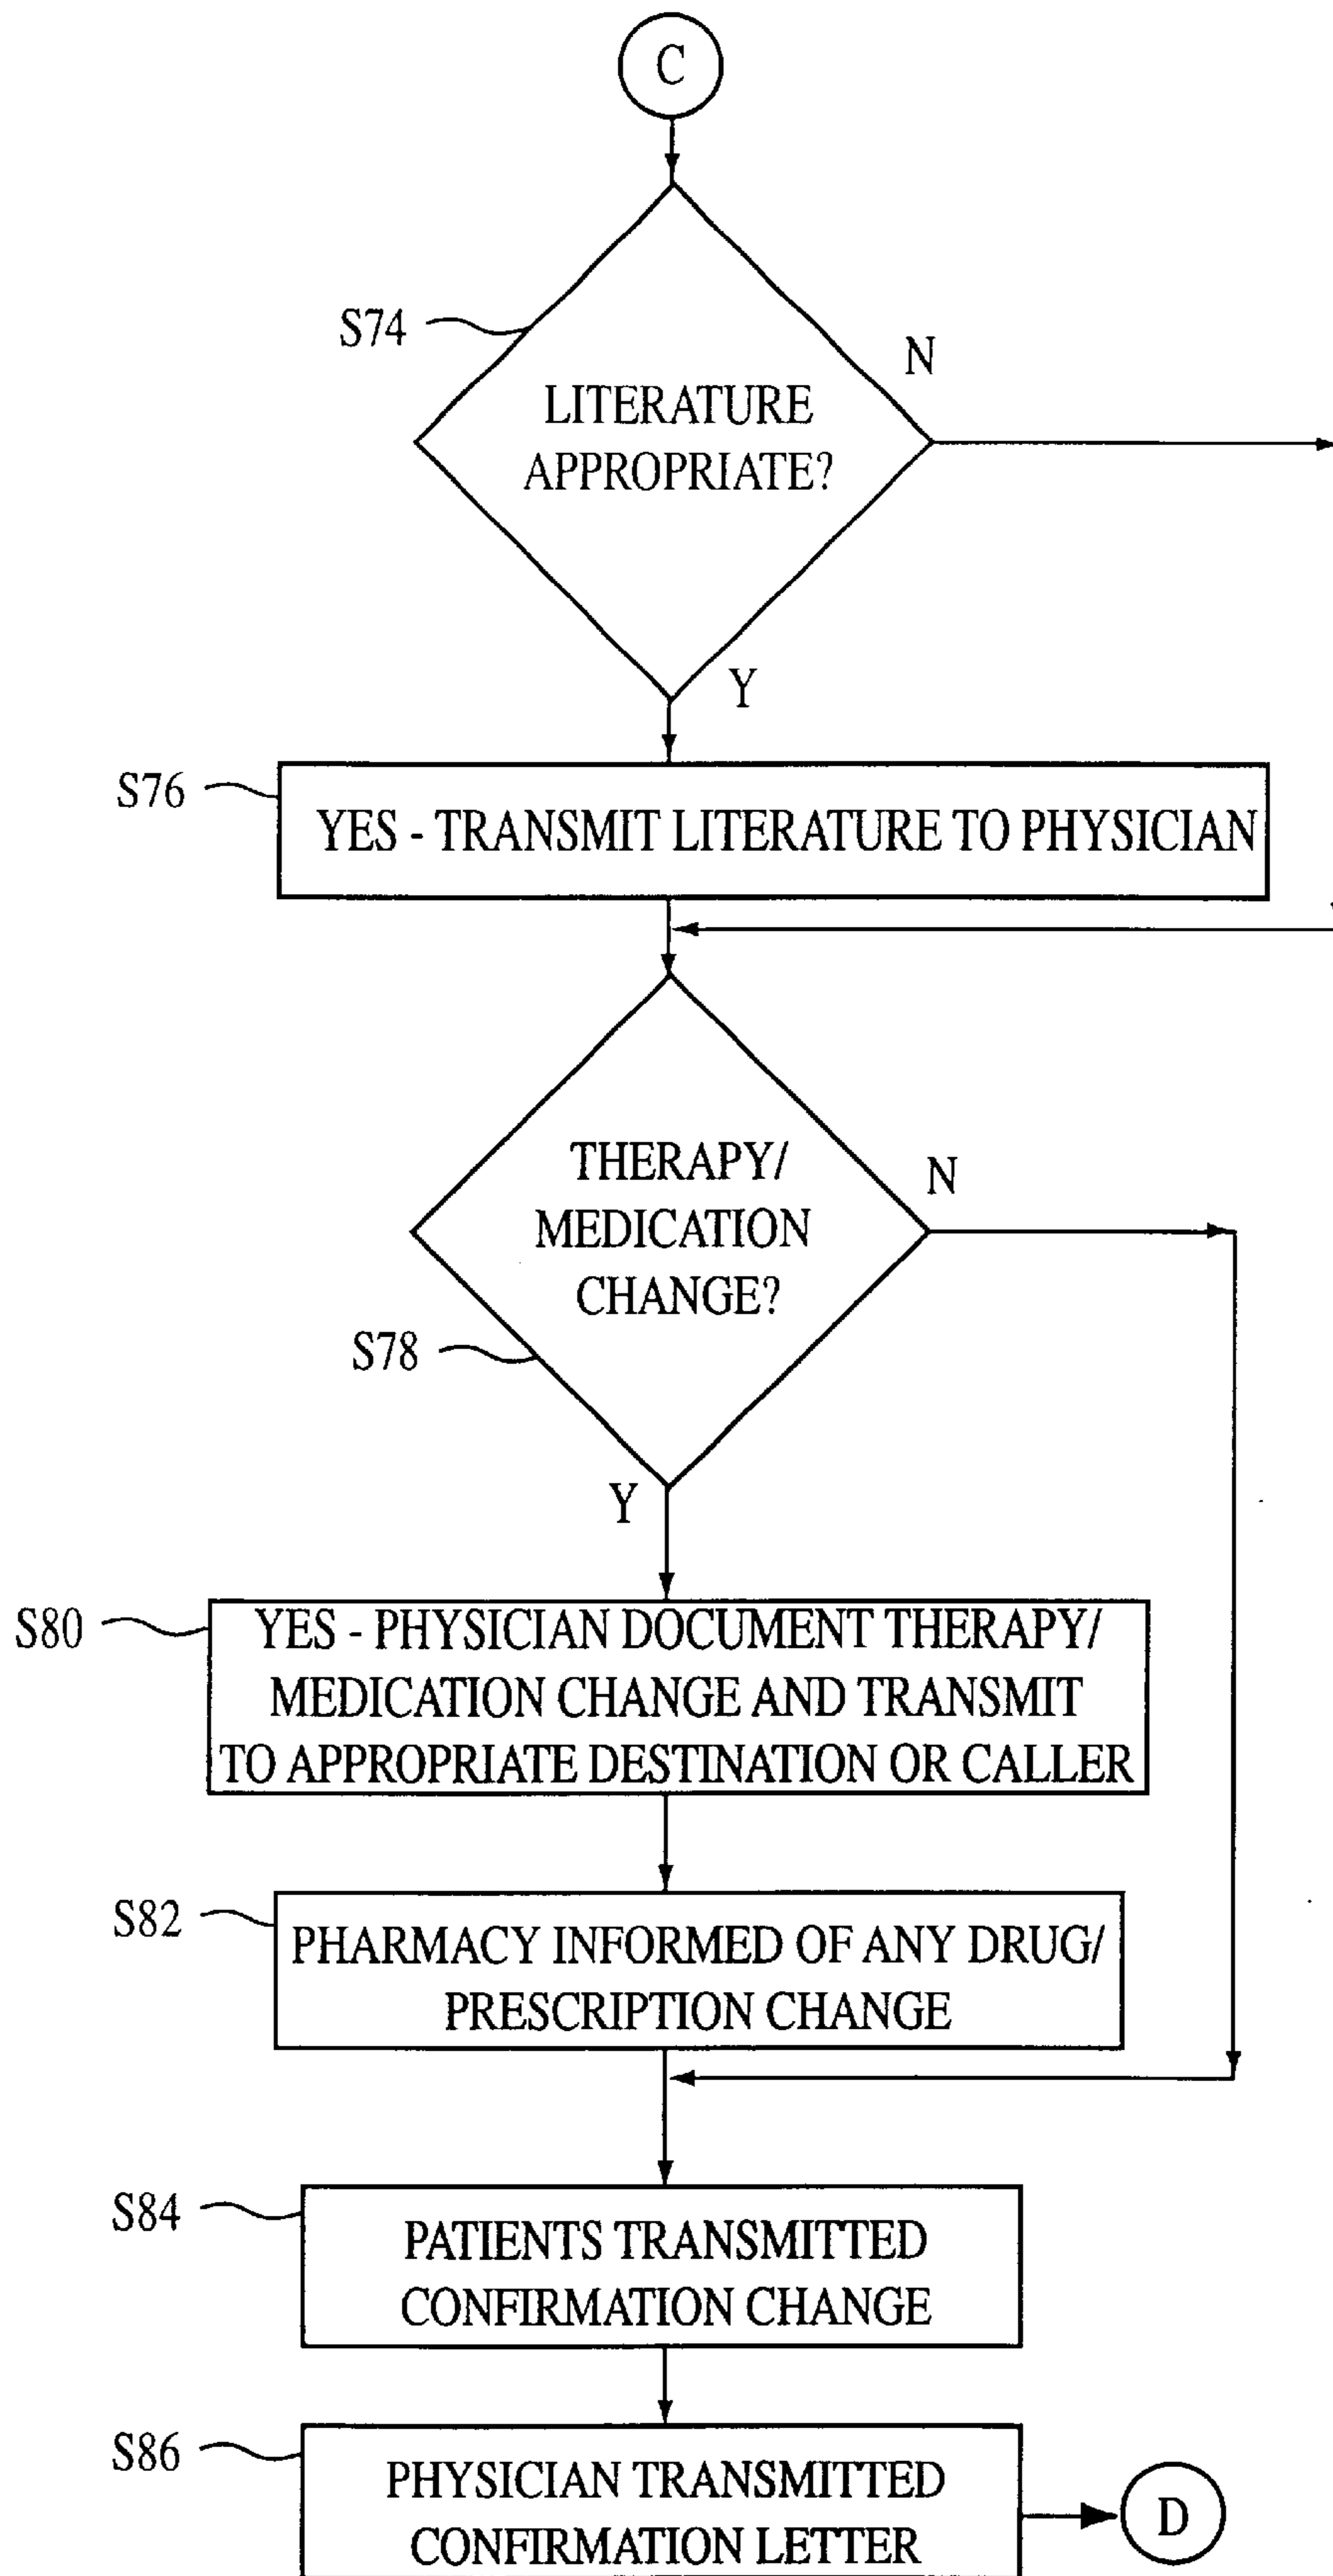 C
S74
N
LITERATURE
APPROPRIATE?
Y
S76
YES - TRANSMIT LITERATURE TO PHYSICIAN
THERAPY/
MEDICATION
CHANGE?
N
S78
Y
S80
YES - PHYSICIAN DOCUMENT THERAPY/
MEDICATION CHANGE AND TRANSMIT
TO APPROPRIATE DESTINATION OR CALLER
S82
PHARMACY INFORMED OF ANY DRUG/
PRESCRIPTION CHANGE
S84
PATIENTS TRANSMITTED
CONFIRMATION CHANGE
S86
PHYSICIAN TRANSMITTED
CONFIRMATION LETTER
D